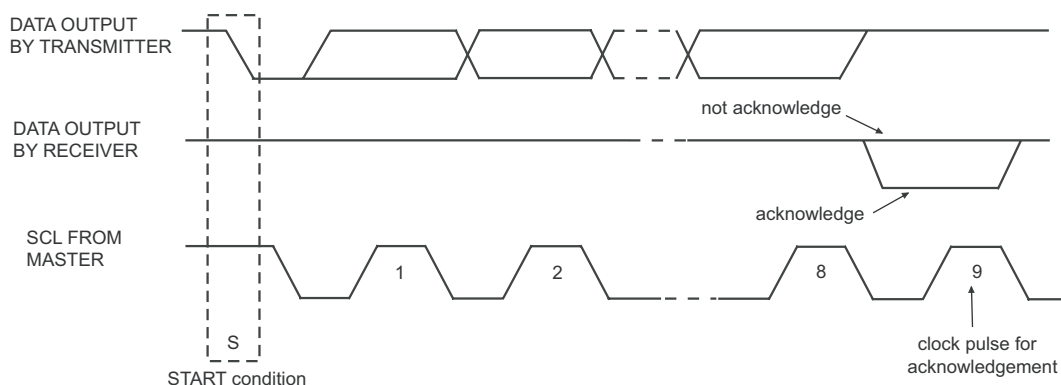 DATA OUTPUT
BY TRANSMITTER
DATA OUTPUT
BY RECEIVER
not acknowledge
acknowledge
SCL FROM
MASTER
1
2
8
9
S
START condition
clock pulse for
acknowledgement